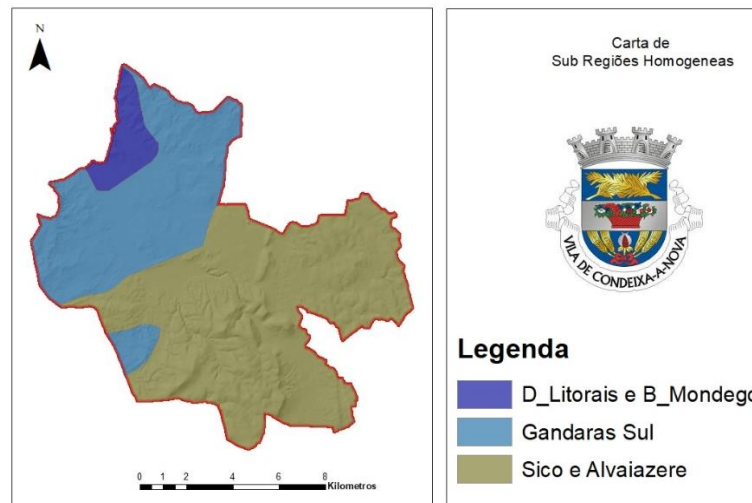 N
0 1 2 4 6 8
Kilometros
Carta de
Sub Regiões Homogeneas
VILA DE CONDEIXA-A-NOVA
Legenda
D_Litorais e B_Mondego
Gandaras Sul
Sico e Alvaiazere